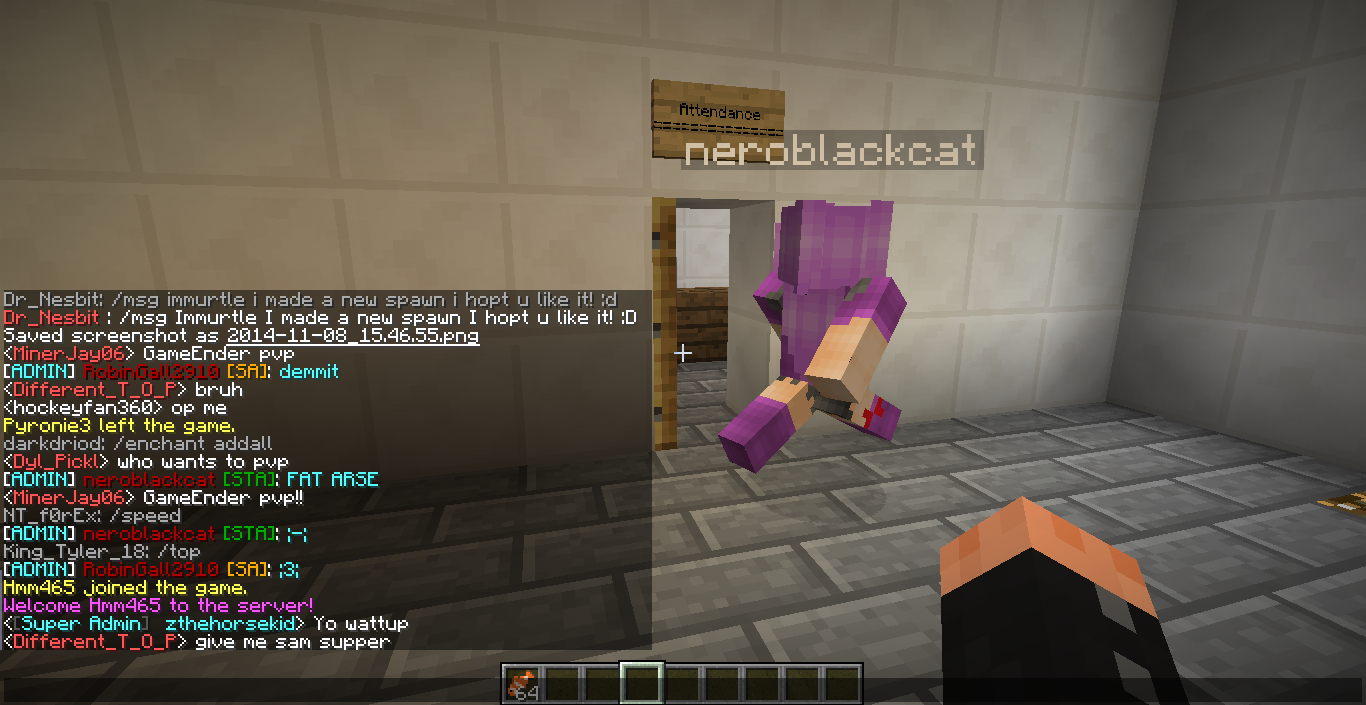 Attendance
neroblackcat
Dr_Nesbit: /msg immurtle i made a new spawn i hopt u like it! :d
Dr_Nesbit : /msg Immurtle I made a new spawn I hopt u like it! :D
Saved screenshot as 2014-11-08_15.46.55.png
<MinerJay06> GameEnder pvp
[ADMIN] RobinGall2910 [SA]: demmit
<Different_T_O_P> bruh
<hockeyfan360> op me
Pyronie3 left the game.
darkdriod: /enchant addall
<Dyl_Pickl> who wants to pvp
[ADMIN] neroblackcat [STA]: FAT ARSE
<MinerJay06> GameEnder pvp!!
NT_f0rEx: /speed
[ADMIN] neroblackcat [STA]: ;-;
King_Tyler_18: /top
[ADMIN] RobinGall2910 [SA]: ;3;
Hmm465 joined the game.
Welcome Hmm465 to the server!
<[Super Admin] zthehorsekid> Yo wattup
<Different_T_O_P> give me sam supper
64